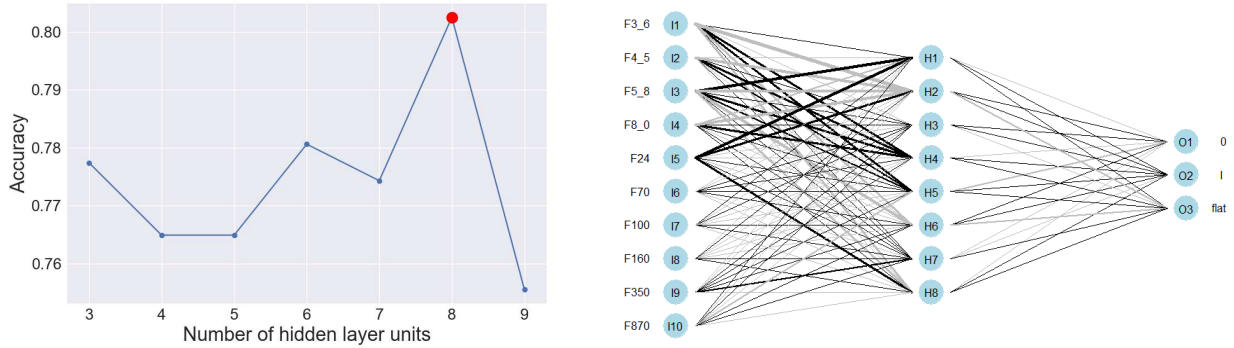 0.80
0.79
0.78
0.77
0.76
Accuracy
3 4 5 6 7 8 9
Number of hidden layer units
F3_6 I1
F4_5 I2 H1
F5_8 I3 H2
F8_0 I4 H3 O1 0
F24 I5 H4 O2 I
F70 I6 H5 O3 flat
F100 I7 H6
F160 I8 H7
F350 I9 H8
F870 I10